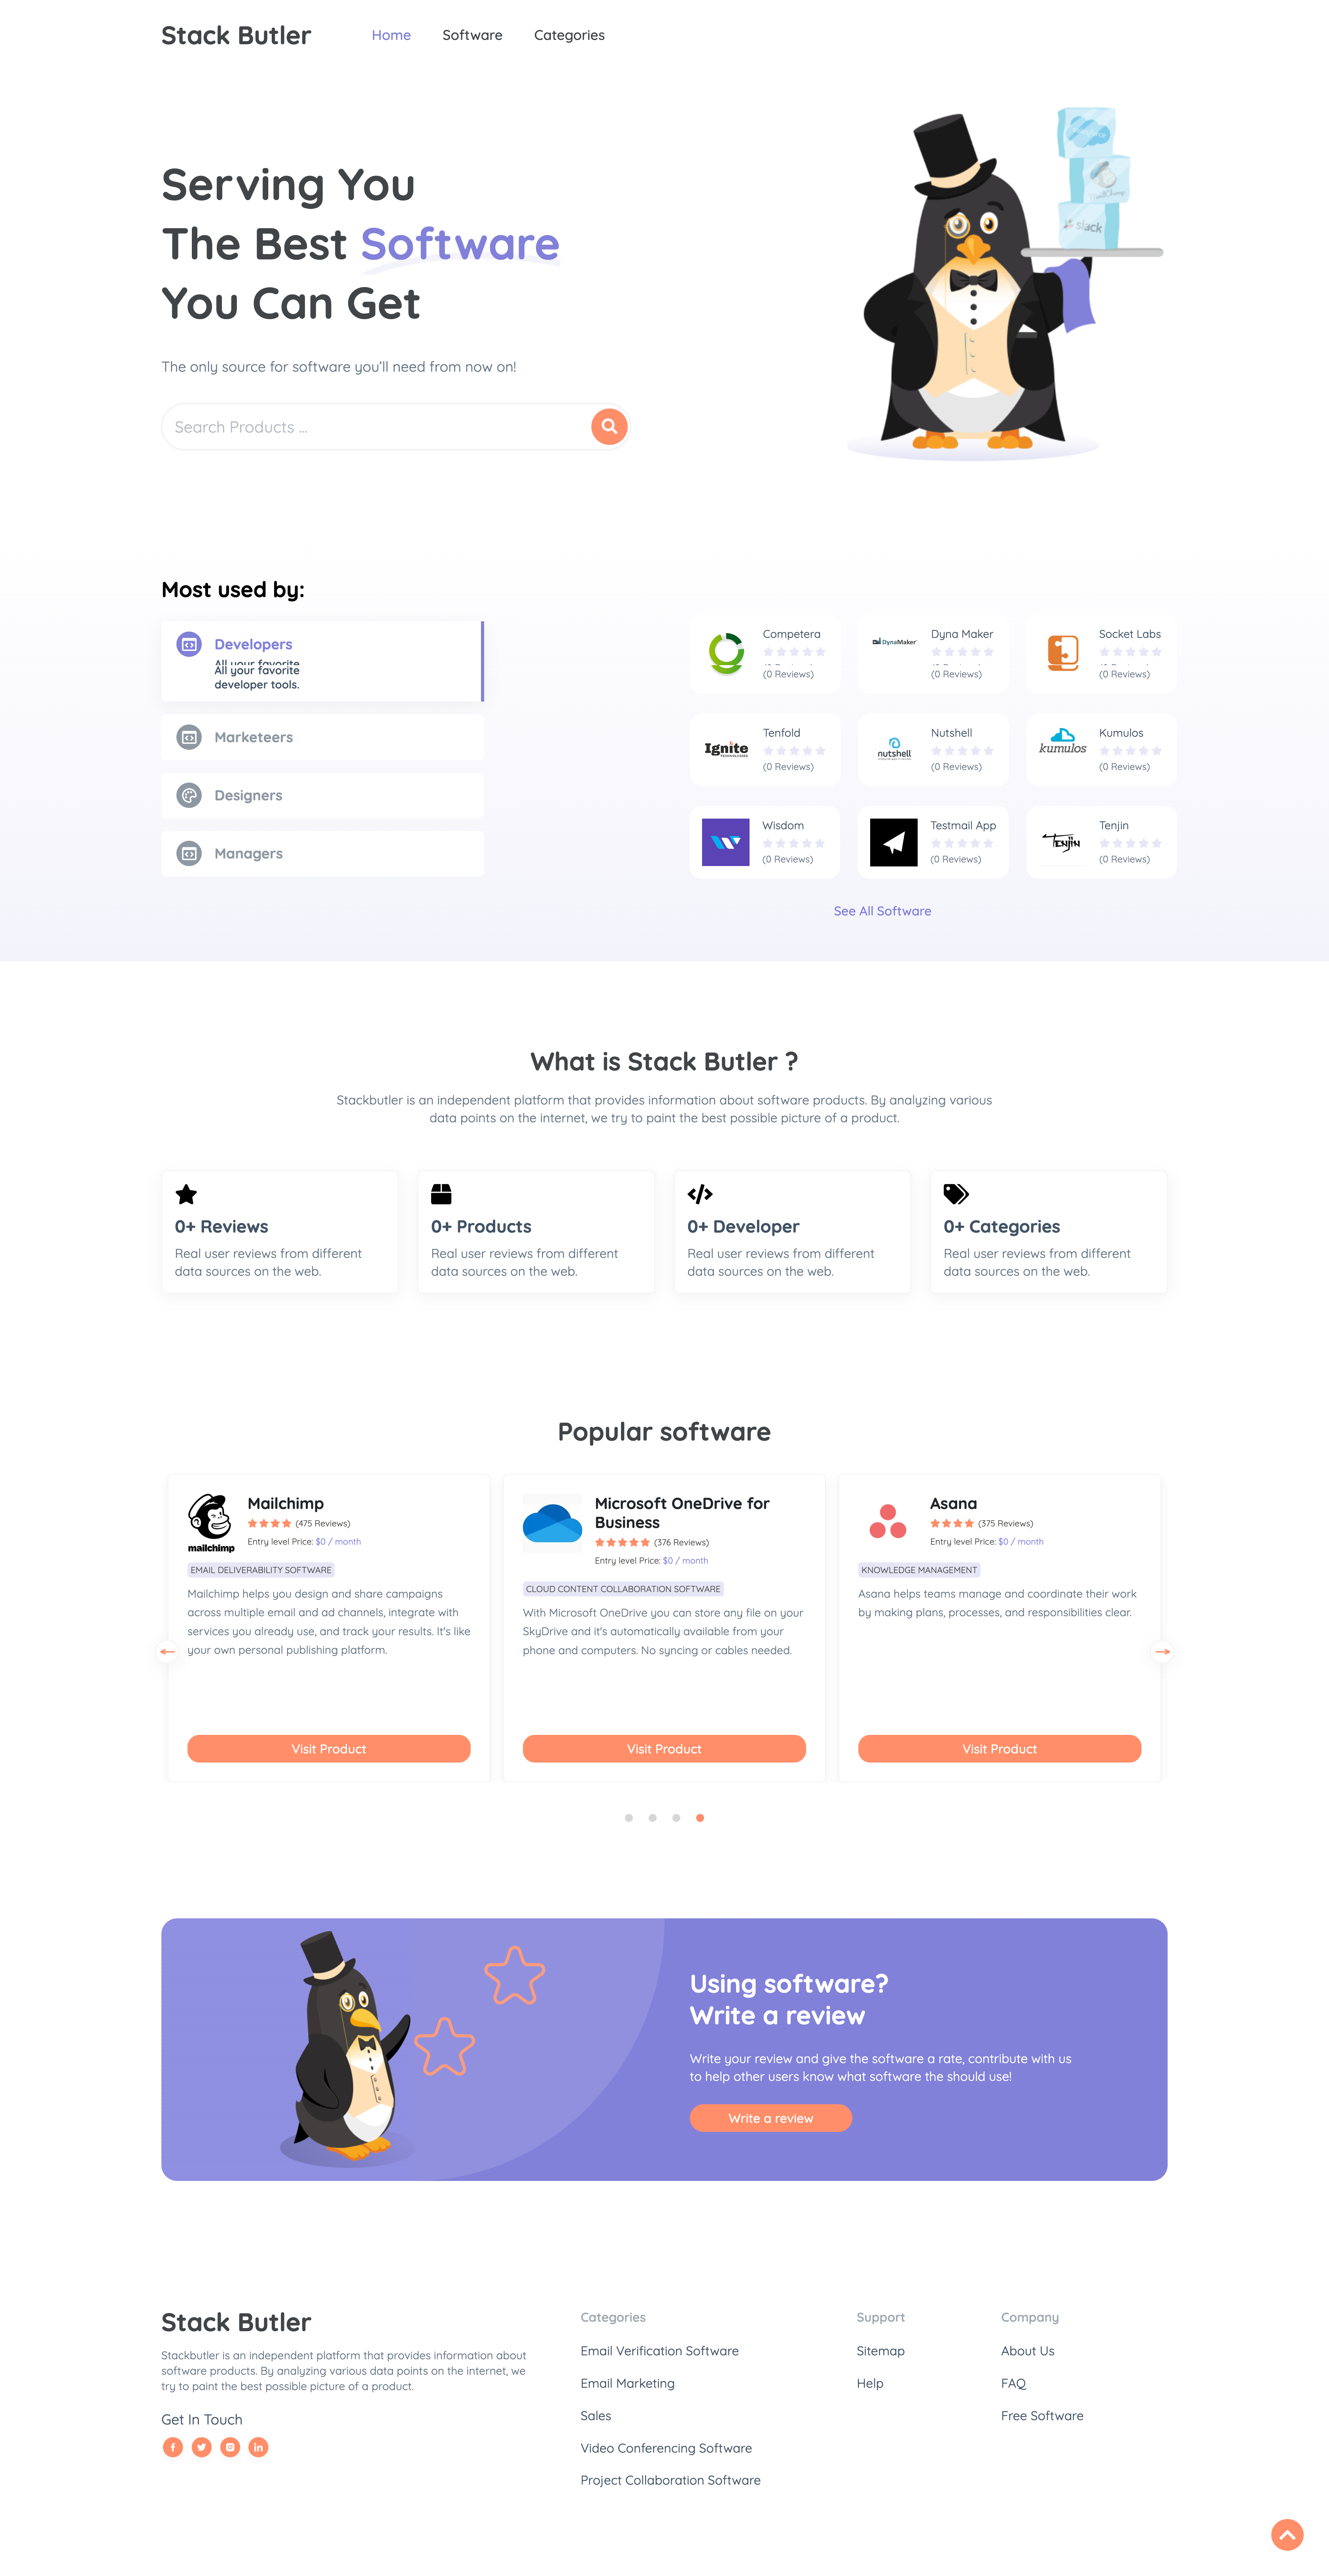 Stack Butler
Home
Software
Categories
Serving You
The Best Software
You Can Get
The only source for software you'll need from now on!
Search Products ...
slack
Most used by:
Developers
All your favorite
developer tools.
Marketeers
Designers
Managers
Competera
(0 Reviews)
DynaMaker
Dyna Maker
(0 Reviews)
Socket Labs
(0 Reviews)
Ignite
TECHNOLOGIES
Tenfold
(0 Reviews)
nutshell
Nutshell
(0 Reviews)
kumulos
Kumulos
(0 Reviews)
Wisdom
(0 Reviews)
Testmail App
(0 Reviews)
TENJIN
Tenjin
(0 Reviews)
See All Software
What is Stack Butler ?
Stackbutler is an independent platform that provides information about software products. By analyzing various
data points on the internet, we try to paint the best possible picture of a product.
0+ Reviews
Real user reviews from different
data sources on the web.
0+ Products
Real user reviews from different
data sources on the web.
0+ Developer
Real user reviews from different
data sources on the web.
0+ Categories
Real user reviews from different
data sources on the web.
Popular software
mailchimp
Mailchimp
(475 Reviews)
Entry level Price: $0 / month
EMAIL DELIVERABILITY SOFTWARE
Mailchimp helps you design and share campaigns
across multiple email and ad channels, integrate with
services you already use, and track your results. It's like
your own personal publishing platform.
Visit Product
Microsoft OneDrive for
Business
(376 Reviews)
Entry level Price: $0 / month
CLOUD CONTENT COLLABORATION SOFTWARE
With Microsoft OneDrive you can store any file on your
SkyDrive and it's automatically available from your
phone and computers. No syncing or cables needed.
Visit Product
Asana
(375 Reviews)
Entry level Price: $0 / month
KNOWLEDGE MANAGEMENT
Asana helps teams manage and coordinate their work
by making plans, processes, and responsibilities clear.
Visit Product
Using software?
Write a review
Write your review and give the software a rate, contribute with us
to help other users know what software the should use!
Write a review
Stack Butler
Stackbutler is an independent platform that provides information about
software products. By analyzing various data points on the internet, we
try to paint the best possible picture of a product.
Get In Touch
Categories
Email Verification Software
Email Marketing
Sales
Video Conferencing Software
Project Collaboration Software
Support
Sitemap
Help
Company
About Us
FAQ
Free Software